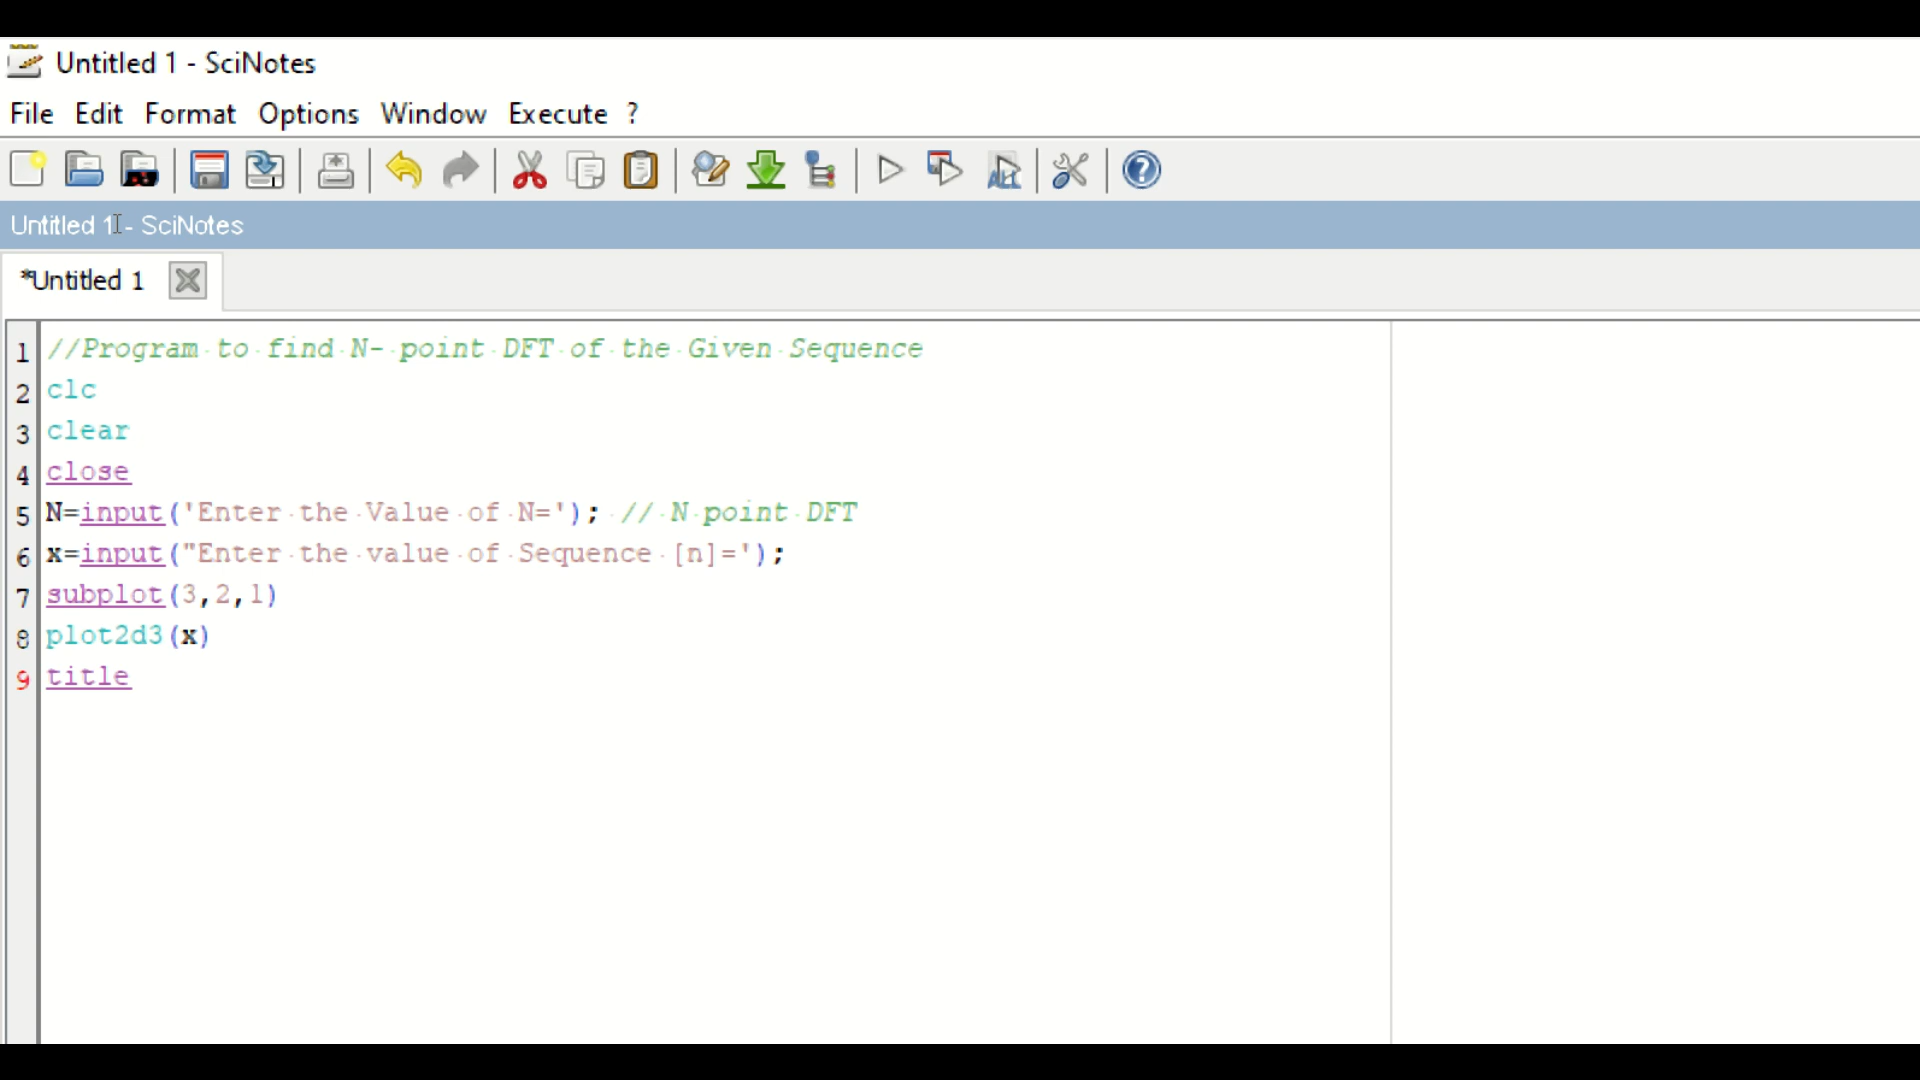 Untitled 1 - SciNotes
File Edit Format Options Window Execute ?
Untitled 1 - SciNotes
*Untitled 1
1 //Program to find N- point DFT of the Given Sequence
2 clc
3 clear
4 close
5 N=input('Enter the Value of N='); // N point DFT
6 x=input("Enter the value of Sequence [n]=');
7 subplot(3,2,1)
8 plot2d3(x)
9 title